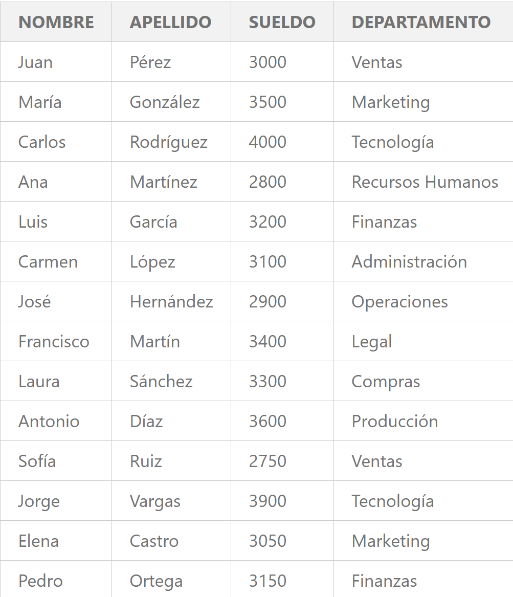 NOMBRE APELLIDO SUELDO DEPARTAMENTO
Juan Pérez 3000 Ventas
María González 3500 Marketing
Carlos Rodríguez 4000 Tecnología
Ana Martínez 2800 Recursos Humanos
Luis García 3200 Finanzas
Carmen López 3100 Administración
José Hernández 2900 Operaciones
Francisco Martín 3400 Legal
Laura Sánchez 3300 Compras
Antonio Díaz 3600 Producción
Sofía Ruiz 2750 Ventas
Jorge Vargas 3900 Tecnología
Elena Castro 3050 Marketing
Pedro Ortega 3150 Finanzas